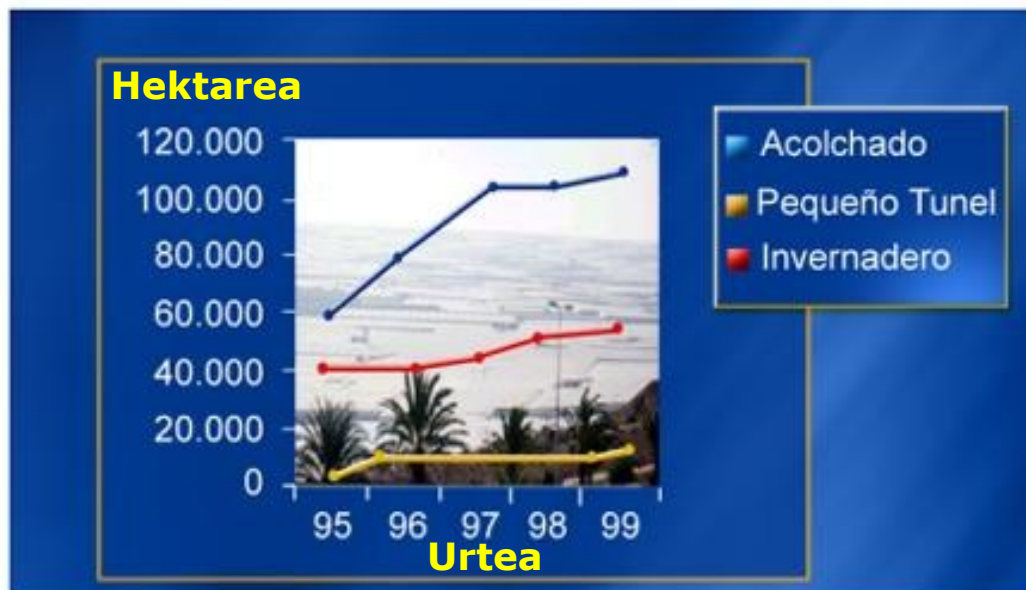 Hektarea
120.000
100.000
80.000
60.000
40.000
20.000
0
95 96 97 98 99
Urtea
Acolchado
Pequeño Tunel
Invernadero